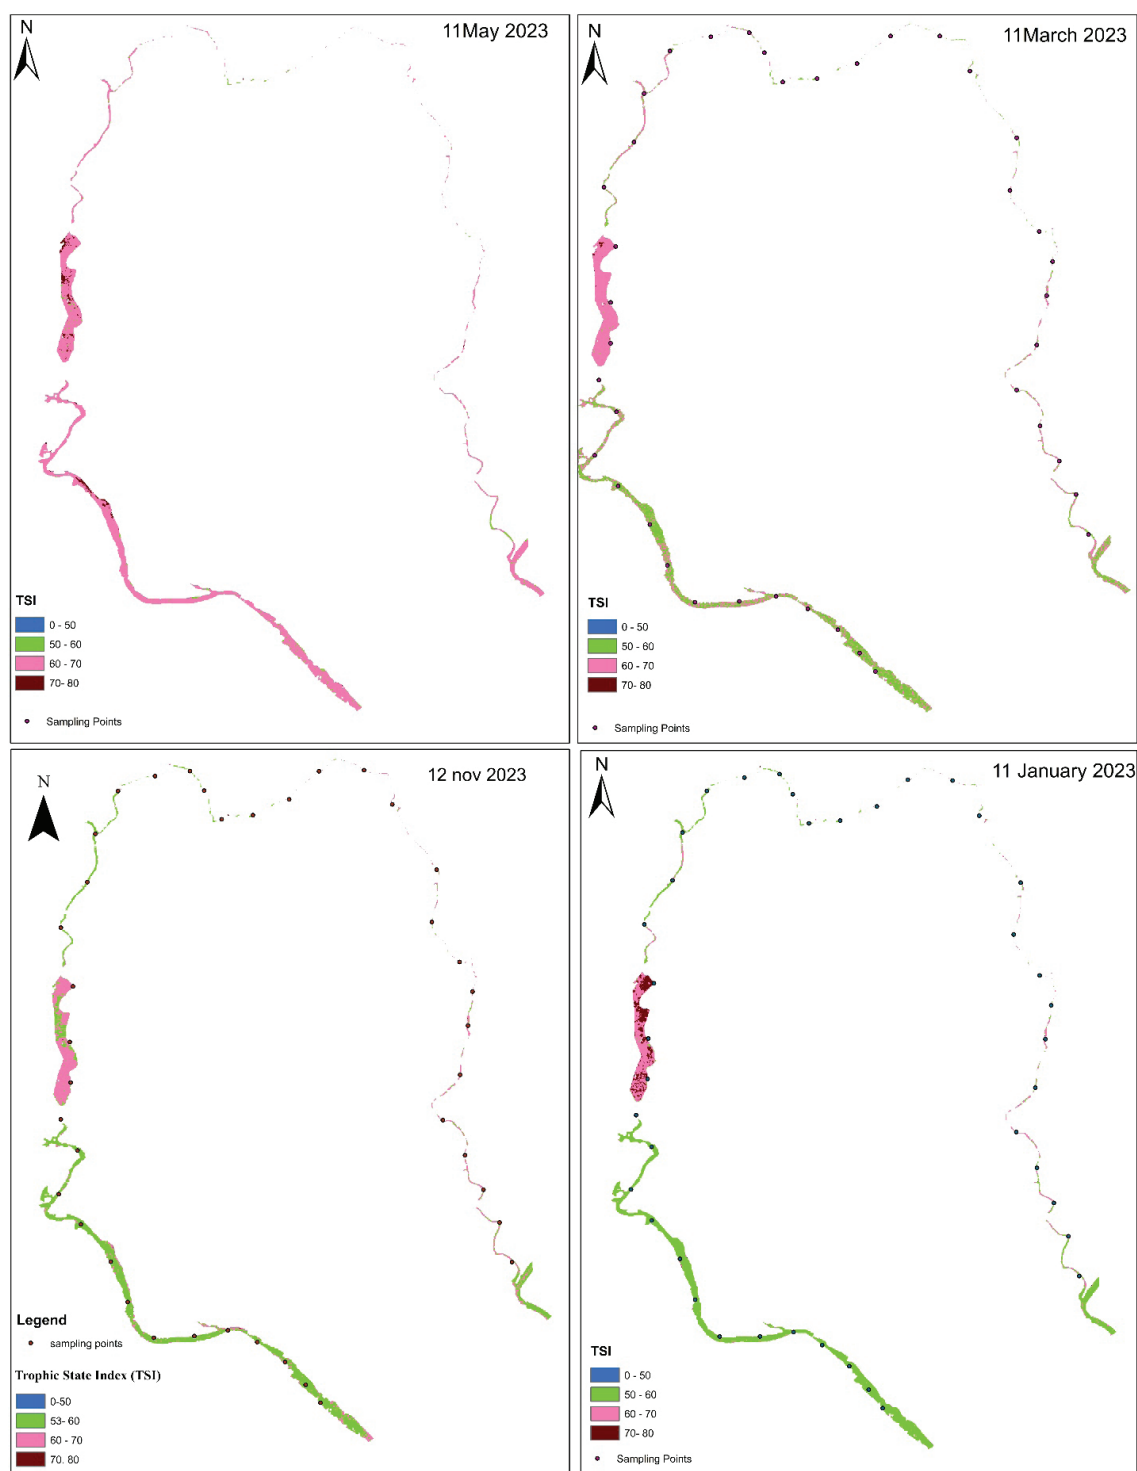 N
11May 2023
TSI
0 - 50
50 - 60
60 - 70
70- 80
Sampling Points
N
11March 2023
TSI
0 - 50
50 - 60
60 - 70
70- 80
Sampling Points
N
12 nov 2023
Legend
sampling points
Trophic State Index (TSI)
0-50
53- 60
60 - 70
70. 80
N
11 January 2023
TSI
0 - 50
50 - 60
60 - 70
70- 80
Sampling Points